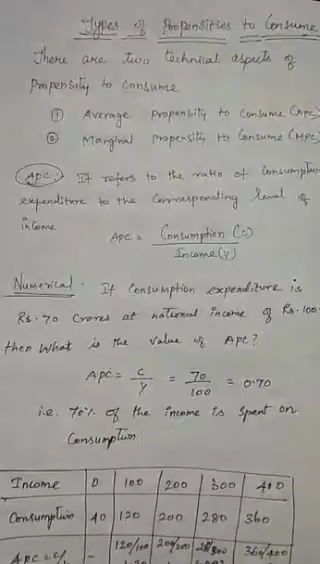 Types of Propensities to Consume
There are two technical aspects of
Propensity to consume
① Average Propensity to Consume (APC)
② Marginal Propensity to Consume (MPC)
APC: It refers to the ratio of consumption
expenditure to the corresponding level of
income
APC = Consumption (C)
Income (Y)
Numerical. If Consumption expenditure is
Rs. 70 Crores at national income of Rs. 100
then what is the value of APC?
APC = C/Y = 70/100 = 0.70
i.e. 70% of the income is spent on
Consumption
Income 0 100 200 300 400
Consumption 40 120 200 280 360
APC = C/ - 120/100 200/200 360/400